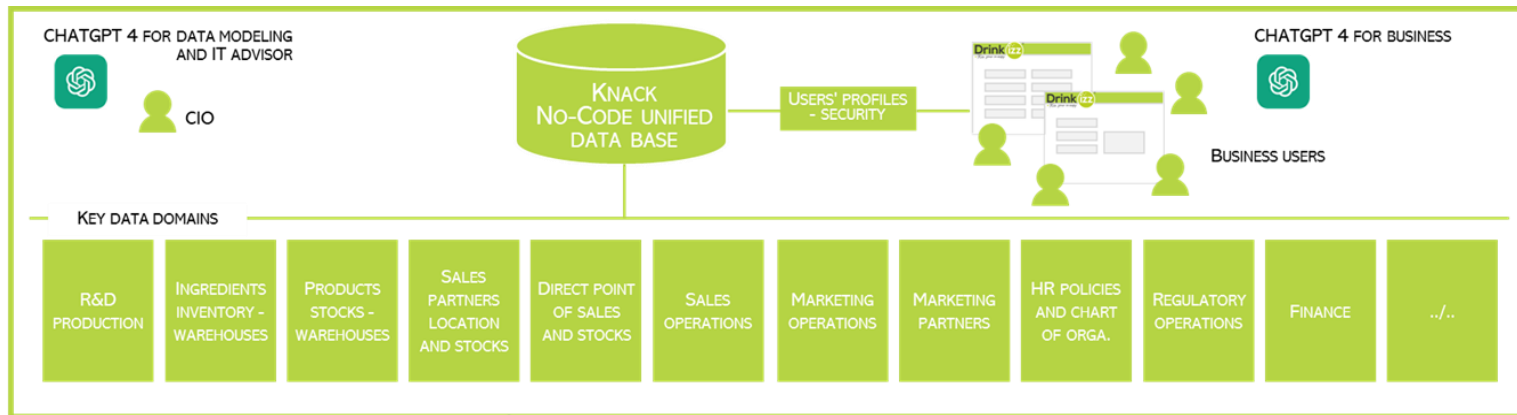 CHATGPT 4 FOR DATA MODELING
AND IT ADVISOR
CIO
KNACK
NO-CODE UNIFIED
DATA BASE
USERS' PROFILES
- SECURITY
Drink izz
Drink izz
CHATGPT 4 FOR BUSINESS
BUSINESS USERS
KEY DATA DOMAINS
R&D
PRODUCTION
INGREDIENTS
INVENTORY -
WAREHOUSES
PRODUCTS
STOCKS -
WAREHOUSES
SALES
PARTNERS
LOCATION
AND STOCKS
DIRECT POINT
OF SALES
AND STOCKS
SALES
OPERATIONS
MARKETING
OPERATIONS
MARKETING
PARTNERS
HR POLICIES
AND CHART
OF ORGA.
REGULATORY
OPERATIONS
FINANCE
../..